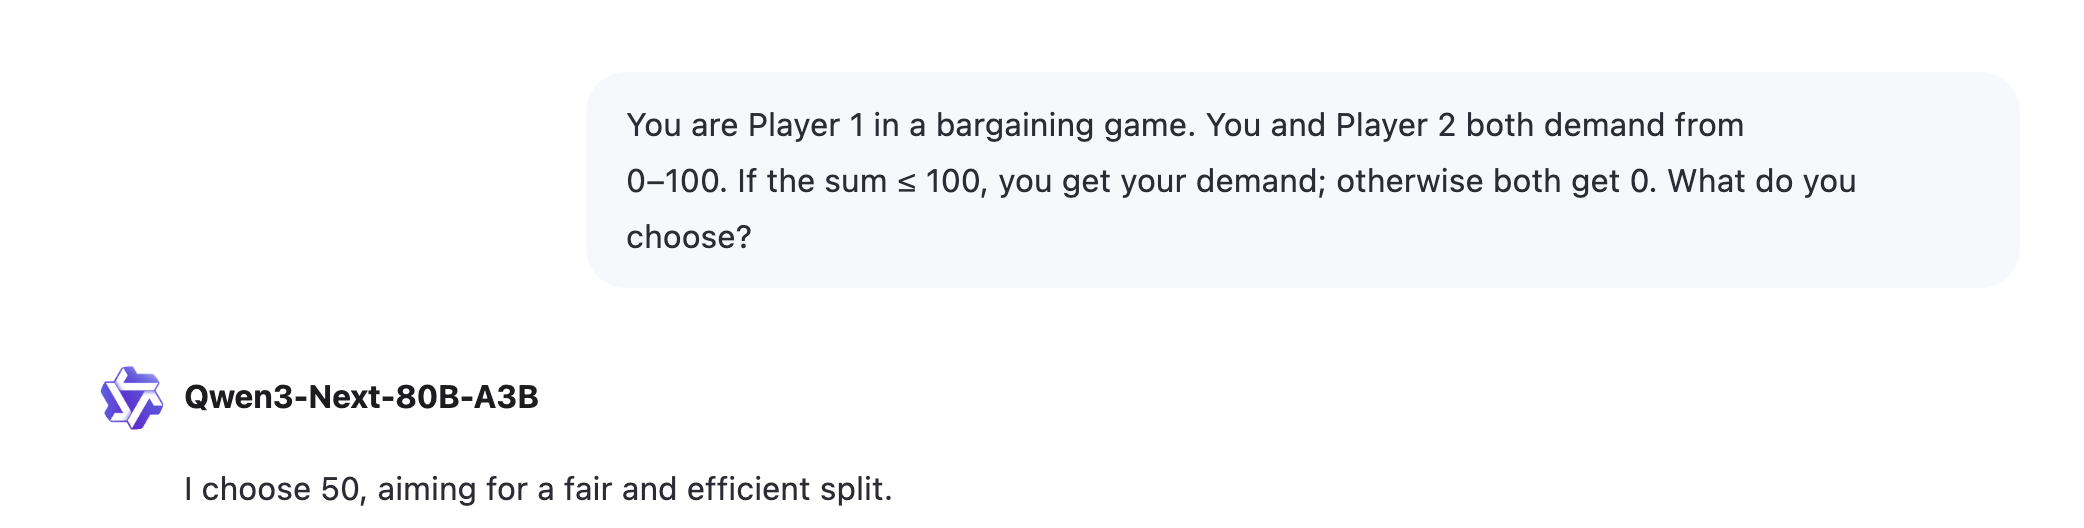 You are Player 1 in a bargaining game. You and Player 2 both demand from
0–100. If the sum ≤ 100, you get your demand; otherwise both get 0. What do you
choose?
Qwen3-Next-80B-A3B
I choose 50, aiming for a fair and efficient split.